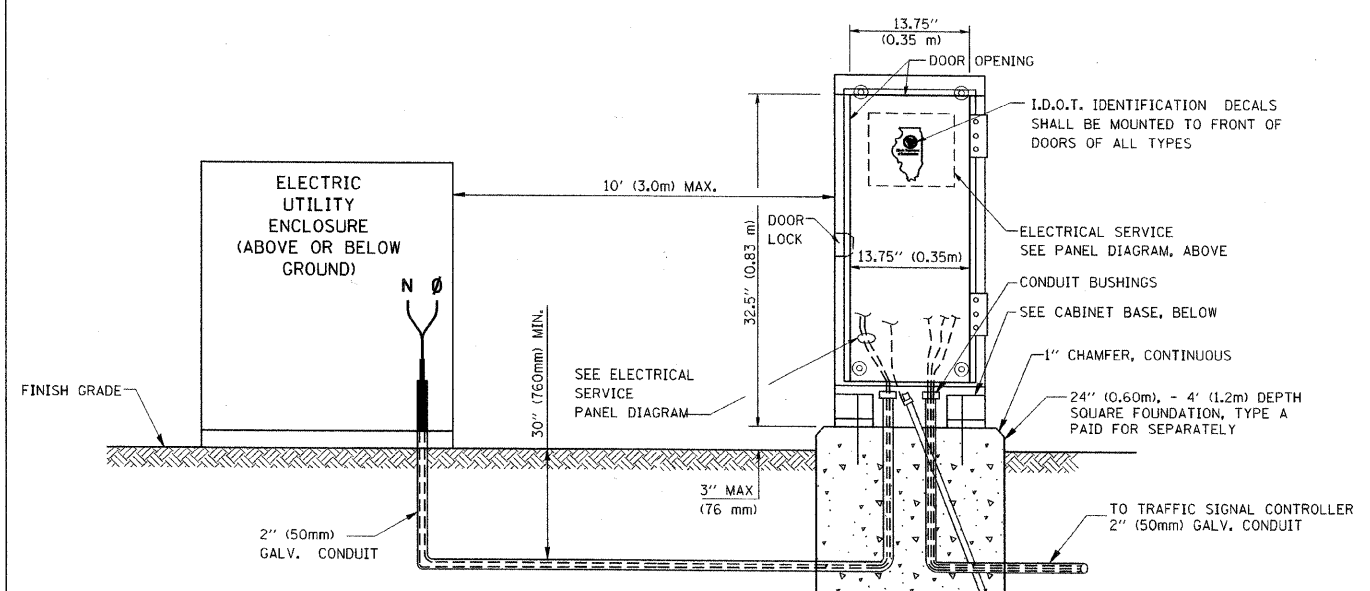 13.75"
(0.35 m)
DOOR OPENING
I.D.O.T. IDENTIFICATION DECALS
SHALL BE MOUNTED TO FRONT OF
DOORS OF ALL TYPES
ELECTRIC
UTILITY
ENCLOSURE
(ABOVE OR BELOW
GROUND)
N Ø
10' (3.0m) MAX.
DOOR
LOCK
32.5" (0.83 m)
13.75" (0.35m)
ELECTRICAL SERVICE
SEE PANEL DIAGRAM, ABOVE
CONDUIT BUSHINGS
SEE CABINET BASE, BELOW
1" CHAMFER, CONTINUOUS
24" (0.60m), - 4' (1.2m) DEPTH
SQUARE FOUNDATION, TYPE A
PAID FOR SEPARATELY
FINISH GRADE
30" (760mm) MIN.
SEE ELECTRICAL
SERVICE
PANEL DIAGRAM
3" MAX
(76 mm)
2" (50mm)
GALV. CONDUIT
TO TRAFFIC SIGNAL CONTROLLER
2" (50mm) GALV. CONDUIT